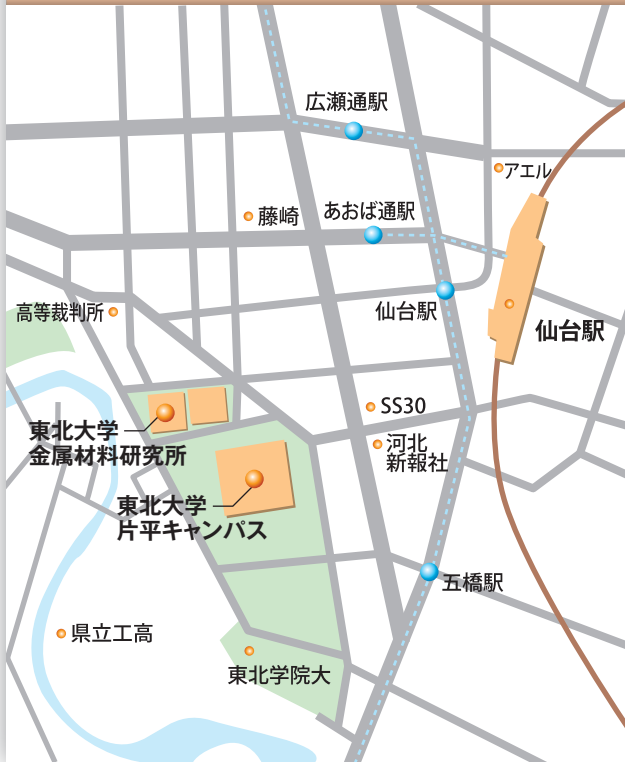 広瀬通駅
アエル
藤崎
あおば通駅
高等裁判所
仙台駅
仙台駅
SS30
東北大学
金属材料研究所
河北
新報社
東北大学
片平キャンパス
五橋駅
県立工高
東北学院大